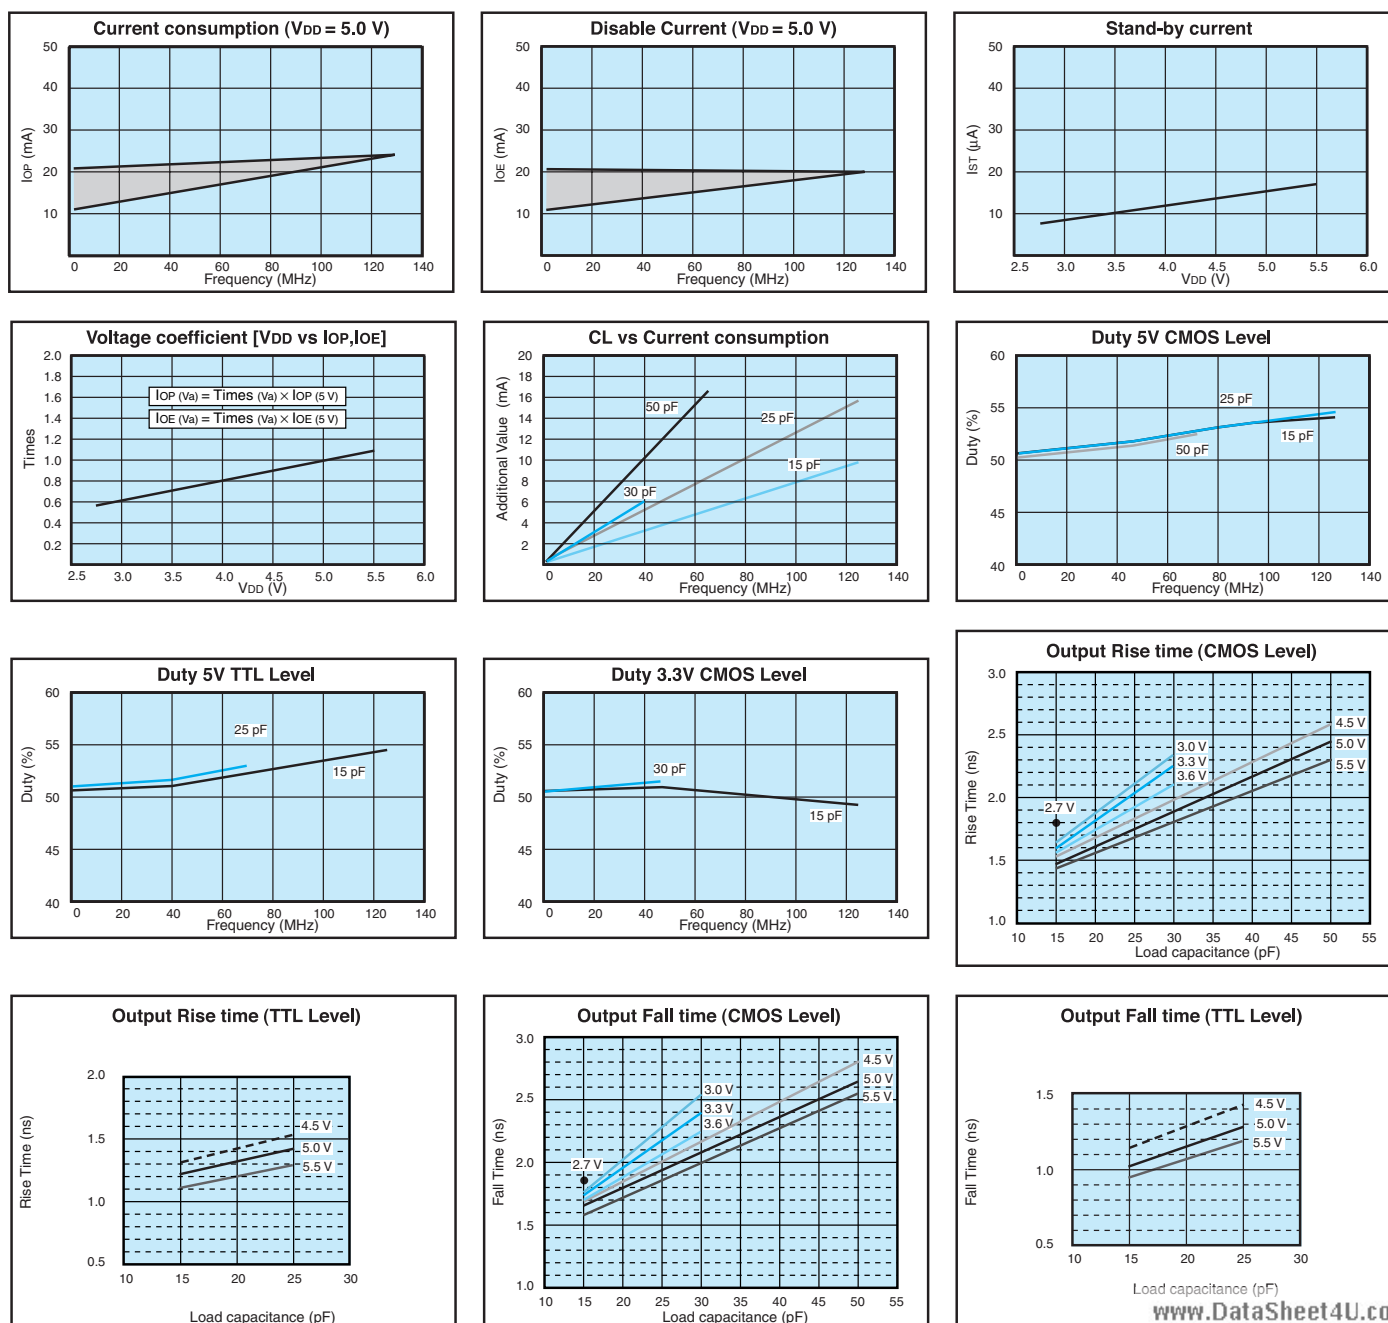 Current consumption (VDD = 5.0 V)
50
40
30
20
10
IOP (mA)
0 20 40 60 80 100 120 140
Frequency (MHz)
Disable Current (VDD = 5.0 V)
50
40
30
20
10
IOE (mA)
0 20 40 60 80 100 120 140
Frequency (MHz)
Stand-by current
50
40
30
20
10
IST (µA)
2.5 3.0 3.5 4.0 4.5 5.0 5.5 6.0
VDD (V)
Voltage coefficient [VDD vs IOP,IOE]
2.0
1.8
1.6
1.4
1.2
1.0
0.8
0.6
0.4
0.2
Times
IOP (Va) = Times (Va) × IOP (5 V)
IOE (Va) = Times (Va) × IOE (5 V)
2.5 3.0 3.5 4.0 4.5 5.0 5.5 6.0
VDD (V)
CL vs Current consumption
20
18
16
14
12
10
8
6
4
2
Additional Value (mA)
50 pF
25 pF
15 pF
30 pF
0 20 40 60 80 100 120 140
Frequency (MHz)
Duty 5V CMOS Level
60
55
50
45
40
Duty (%)
25 pF
15 pF
50 pF
0 20 40 60 80 100 120 140
Frequency (MHz)
Duty 5V TTL Level
60
55
50
45
40
Duty (%)
25 pF
15 pF
0 20 40 60 80 100 120 140
Frequency (MHz)
Duty 3.3V CMOS Level
60
55
50
45
40
Duty (%)
30 pF
15 pF
0 20 40 60 80 100 120 140
Frequency (MHz)
Output Rise time (CMOS Level)
3.0
2.5
2.0
1.5
1.0
Rise Time (ns)
4.5 V
5.0 V
5.5 V
3.0 V
3.3 V
3.6 V
2.7 V
10 15 20 25 30 35 40 45 50 55
Load capacitance (pF)
Output Rise time (TTL Level)
2.0
1.5
1.0
0.5
Rise Time (ns)
4.5 V
5.0 V
5.5 V
10 15 20 25 30
Load capacitance (pF)
Output Fall time (CMOS Level)
3.0
2.5
2.0
1.5
1.0
Fall Time (ns)
4.5 V
5.0 V
5.5 V
3.0 V
3.3 V
3.6 V
2.7 V
10 15 20 25 30 35 40 45 50 55
Load capacitance (pF)
Output Fall time (TTL Level)
1.5
1.0
0.5
Fall Time (ns)
4.5 V
5.0 V
5.5 V
10 15 20 25 30
Load capacitance (pF)
www.DataSheet4U.co